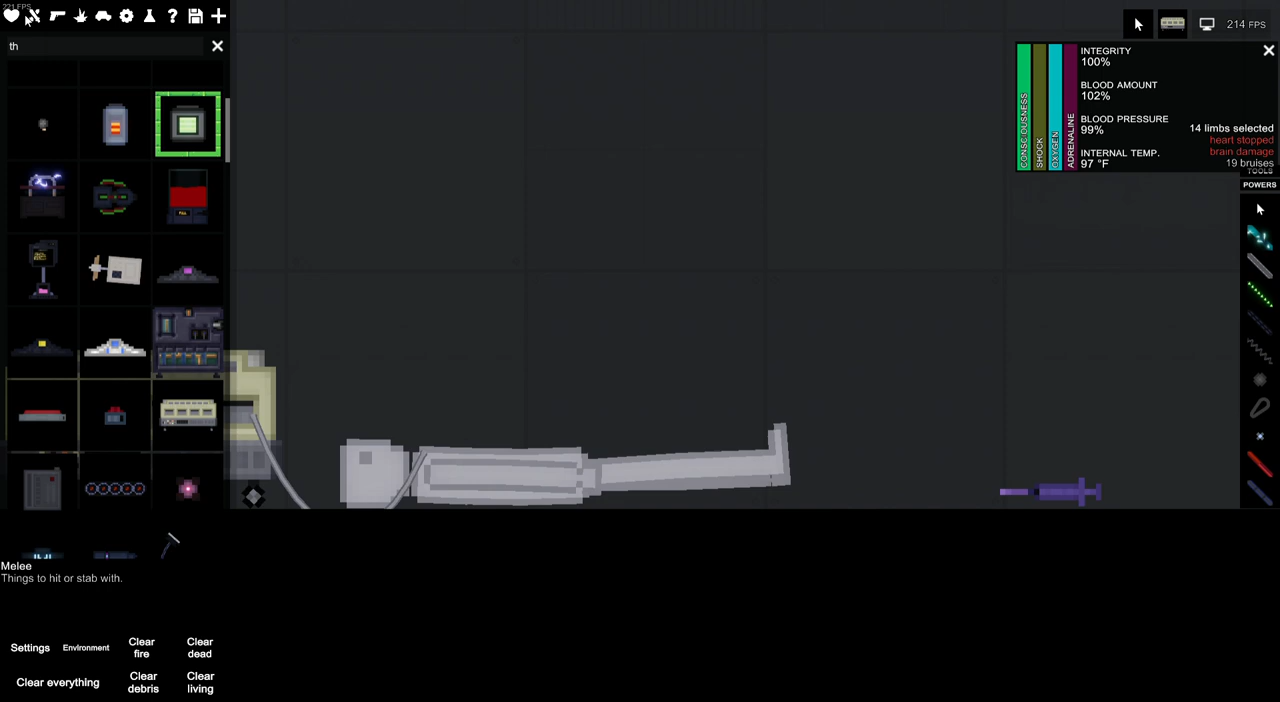 221 FPS
th
214 FPS
INTEGRITY
100%
BLOOD AMOUNT
102%
BLOOD PRESSURE
99%
INTERNAL TEMP.
97 °F
CONSCIOUSNESS
SHOCK
OXYGEN
ADRENALINE
14 limbs selected
heart stopped
brain damage
19 bruises
TOOLS
POWERS
Melee
Things to hit or stab with.
Settings
Environment
Clear fire
Clear dead
Clear everything
Clear debris
Clear living